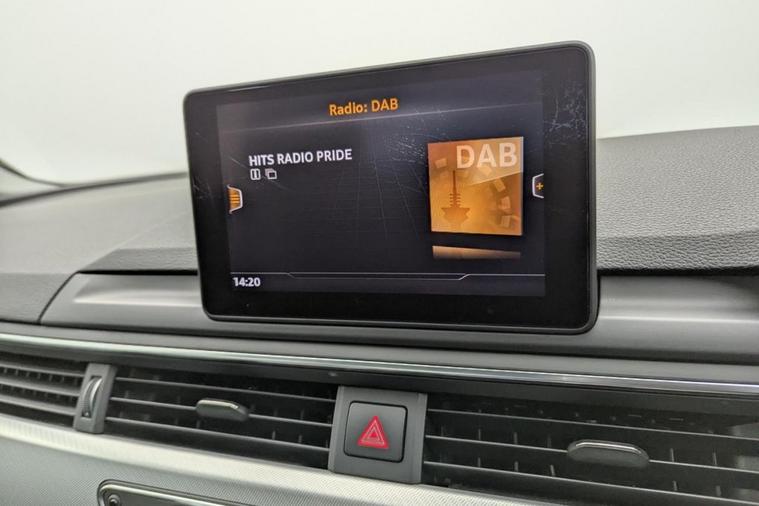 Radio: DAB
HITS RADIO PRIDE
DAB
14:20